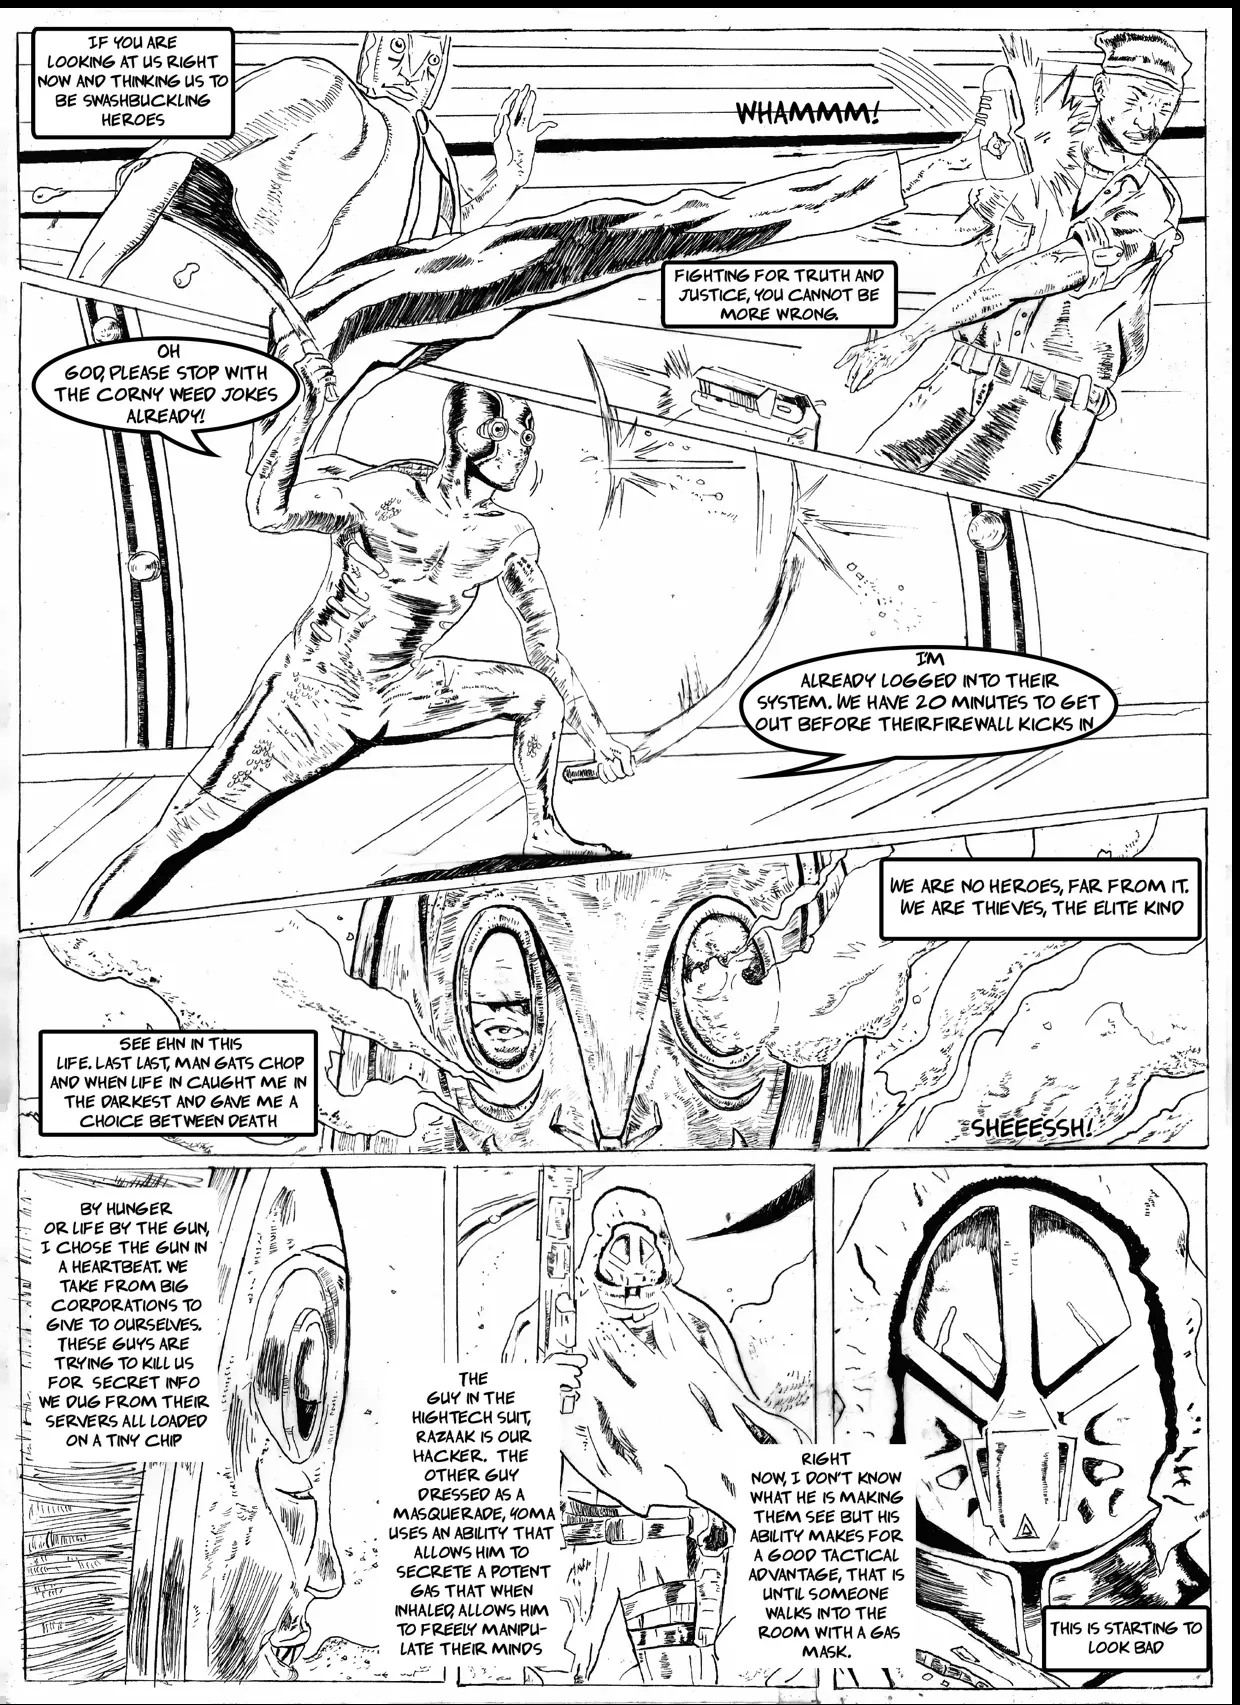 IF YOU ARE
LOOKING AT US RIGHT
NOW AND THINKING US TO
BE SWASHBUCKLING
HEROES
WHAMMMM!
FIGHTING FOR TRUTH AND
JUSTICE, YOU CANNOT BE
MORE WRONG.
OH
GOD, PLEASE STOP WITH
THE CORNY WEED JOKES
ALREADY!
I'M
ALREADY LOGGED INTO THEIR
SYSTEM. WE HAVE 20 MINUTES TO GET
OUT BEFORE THEIRFIREWALL KICKS IN
WE ARE NO HEROES, FAR FROM IT.
WE ARE THIEVES, THE ELITE KIND
SEE EHN IN THIS
LIFE. LAST LAST, MAN GATS CHOP
AND WHEN LIFE IN CAUGHT ME IN
THE DARKEST AND GAVE ME A
CHOICE BETWEEN DEATH
SHEEESSH!
BY HUNGER
OR LIFE BY THE GUN,
I CHOSE THE GUN IN
A HEARTBEAT. WE
TAKE FROM BIG
CORPORATIONS TO
GIVE TO OURSELVES.
THESE GUYS ARE
TRYING TO KILL US
FOR SECRET INFO
WE DUG FROM THEIR
SERVERS ALL LOADED
ON A TINY CHIP
THE
GUY IN THE
HIGHTECH SUIT,
RAZAAK IS OUR
HACKER. THE
OTHER GUY
DRESSED AS A
MASQUERADE, YOMA
USES AN ABILITY THAT
ALLOWS HIM TO
SECRETE A POTENT
GAS THAT WHEN
INHALED, ALLOWS HIM
TO FREELY MANIPU-
LATE THEIR MINDS
RIGHT
NOW, I DON'T KNOW
WHAT HE IS MAKING
THEM SEE BUT HIS
ABILITY MAKES FOR
A GOOD TACTICAL
ADVANTAGE, THAT IS
UNTIL SOMEONE
WALKS INTO THE
ROOM WITH A GAS
MASK.
THIS IS STARTING TO
LOOK BAD